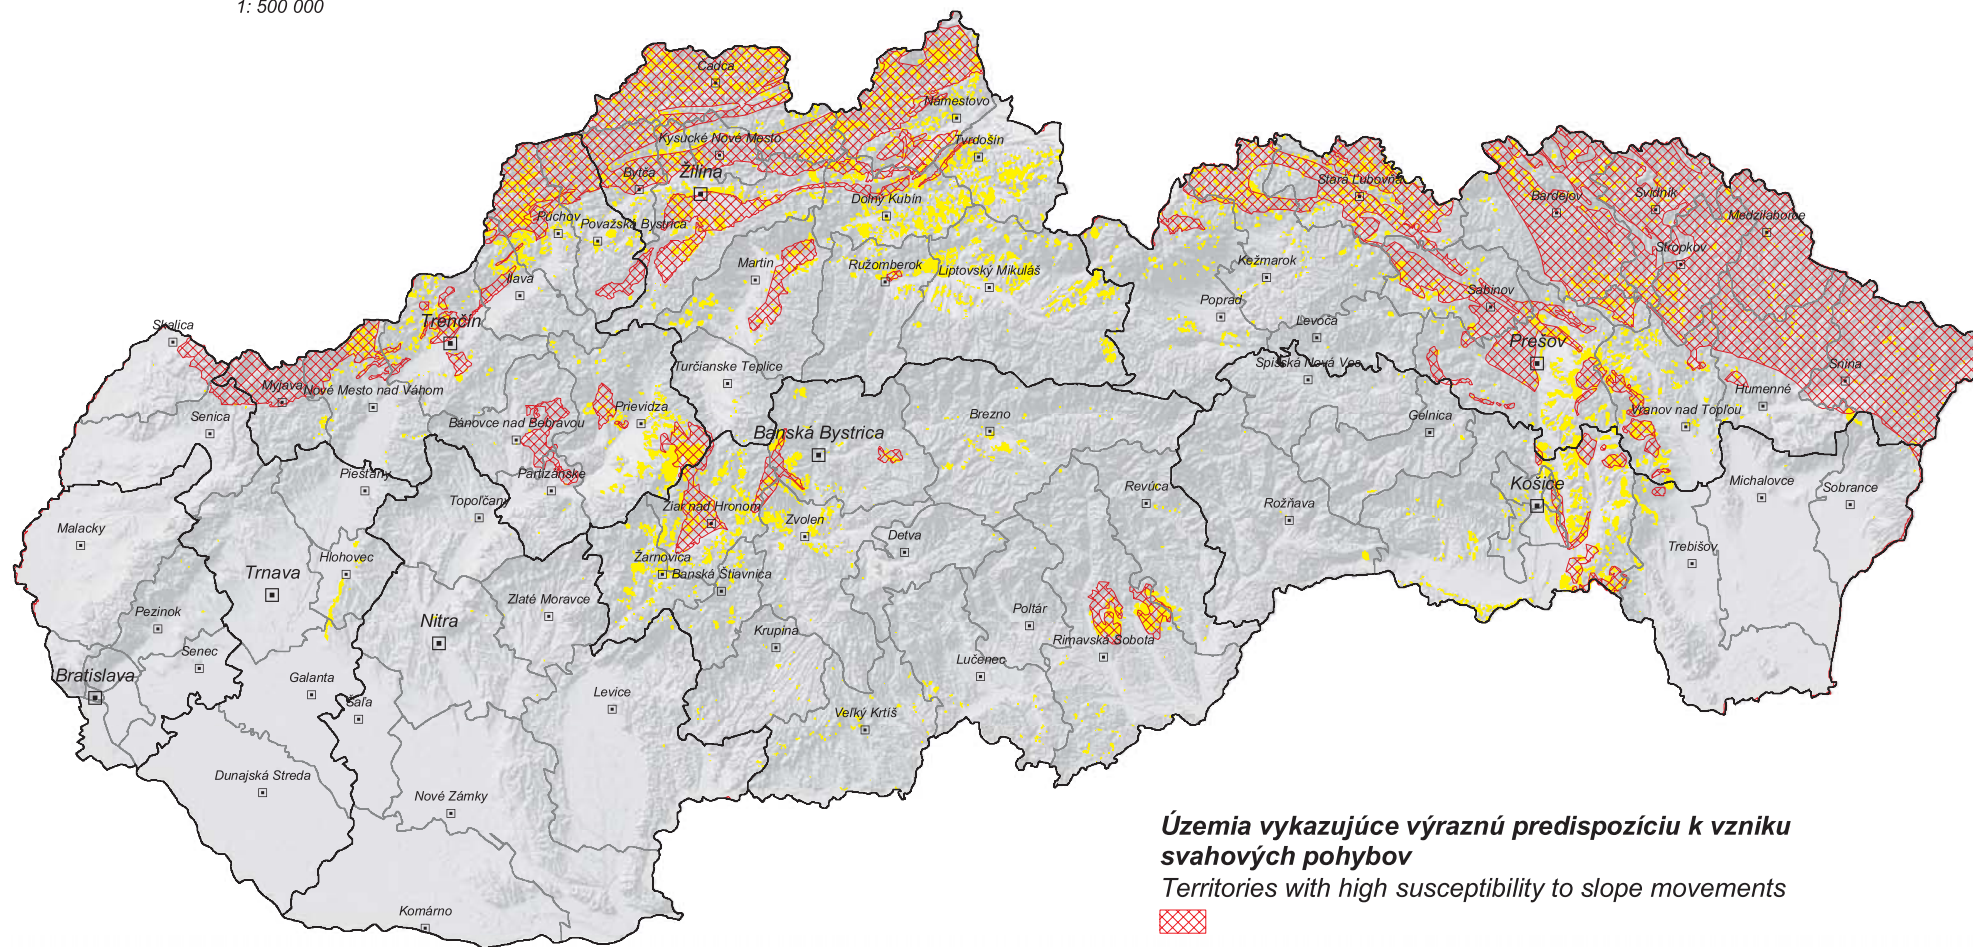 1: 500 000
Čadca
Námestovo
Kysucké Nové Mesto
Tvrdošín
Bytča
Žilina
Stará Ľubovňa
Bardejov
Svidník
Medzilaborce
Dolný Kubín
Púchov
Považská Bystrica
Stropkov
Martin
Ružomberok
Liptovský Mikuláš
Kežmarok
Ilava
Sabinov
Poprad
Trenčín
Levoča
Skalica
Prešov
Turčianske Teplice
Spišská Nová Ves
Snina
Myjava
Nové Mesto nad Váhom
Humenné
Senica
Prievidza
Brezno
Gelnica
Vranov nad Topľou
Bánovce nad Bebravou
Banská Bystrica
Piešťany
Partizánske
Michalovce
Sobrance
Revúca
Košice
Topoľčany
Žiar nad Hronom
Rožňava
Malacky
Zvolen
Detva
Trebišov
Hlohovec
Žarnovica
Trnava
Banská Štiavnica
Zlaté Moravce
Pezinok
Poltár
Nitra
Krupina
Rimavská Sobota
Senec
Lučenec
Bratislava
Galanta
Levice
Šaľa
Veľký Krtíš
Dunajská Streda
Nové Zámky
Komárno
Územia vykazujúce výraznú predispozíciu k vzniku
svahových pohybov
Territories with high susceptibility to slope movements